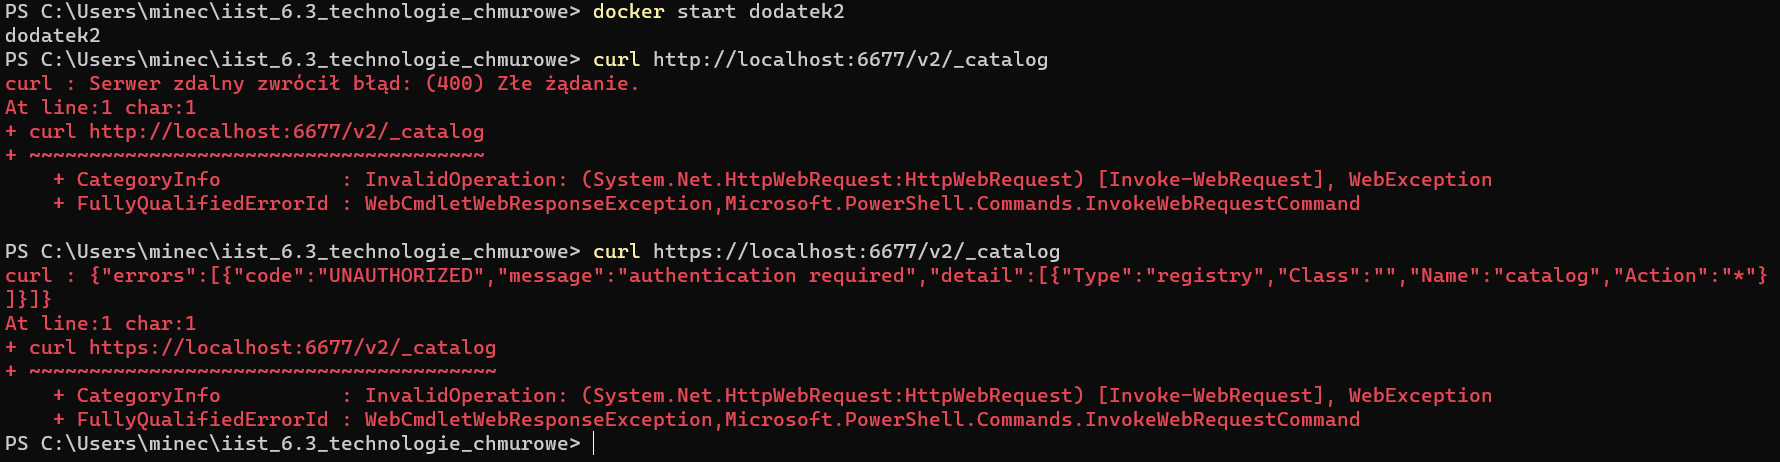 PS C:\Users\minec\iist_6.3_technologie_chmurowe> docker start dodatek2
dodatek2
PS C:\Users\minec\iist_6.3_technologie_chmurowe> curl http://localhost:6677/v2/_catalog
curl : Serwer zdalny zwrócił błąd: (400) Złe żądanie.
At line:1 char:1
+ curl http://localhost:6677/v2/_catalog
+ ~~~~~~~~~~~~~~~~~~~~~~~~~~~~~~~~~~~~~~
    + CategoryInfo          : InvalidOperation: (System.Net.HttpWebRequest:HttpWebRequest) [Invoke-WebRequest], WebException
    + FullyQualifiedErrorId : WebCmdletWebResponseException,Microsoft.PowerShell.Commands.InvokeWebRequestCommand

PS C:\Users\minec\iist_6.3_technologie_chmurowe> curl https://localhost:6677/v2/_catalog
curl : {"errors":[{"code":"UNAUTHORIZED","message":"authentication required","detail":[{"Type":"registry","Class":"","Name":"catalog","Action":"*"}
]}]}
At line:1 char:1
+ curl https://localhost:6677/v2/_catalog
+ ~~~~~~~~~~~~~~~~~~~~~~~~~~~~~~~~~~~~~~~
    + CategoryInfo          : InvalidOperation: (System.Net.HttpWebRequest:HttpWebRequest) [Invoke-WebRequest], WebException
    + FullyQualifiedErrorId : WebCmdletWebResponseException,Microsoft.PowerShell.Commands.InvokeWebRequestCommand
PS C:\Users\minec\iist_6.3_technologie_chmurowe>